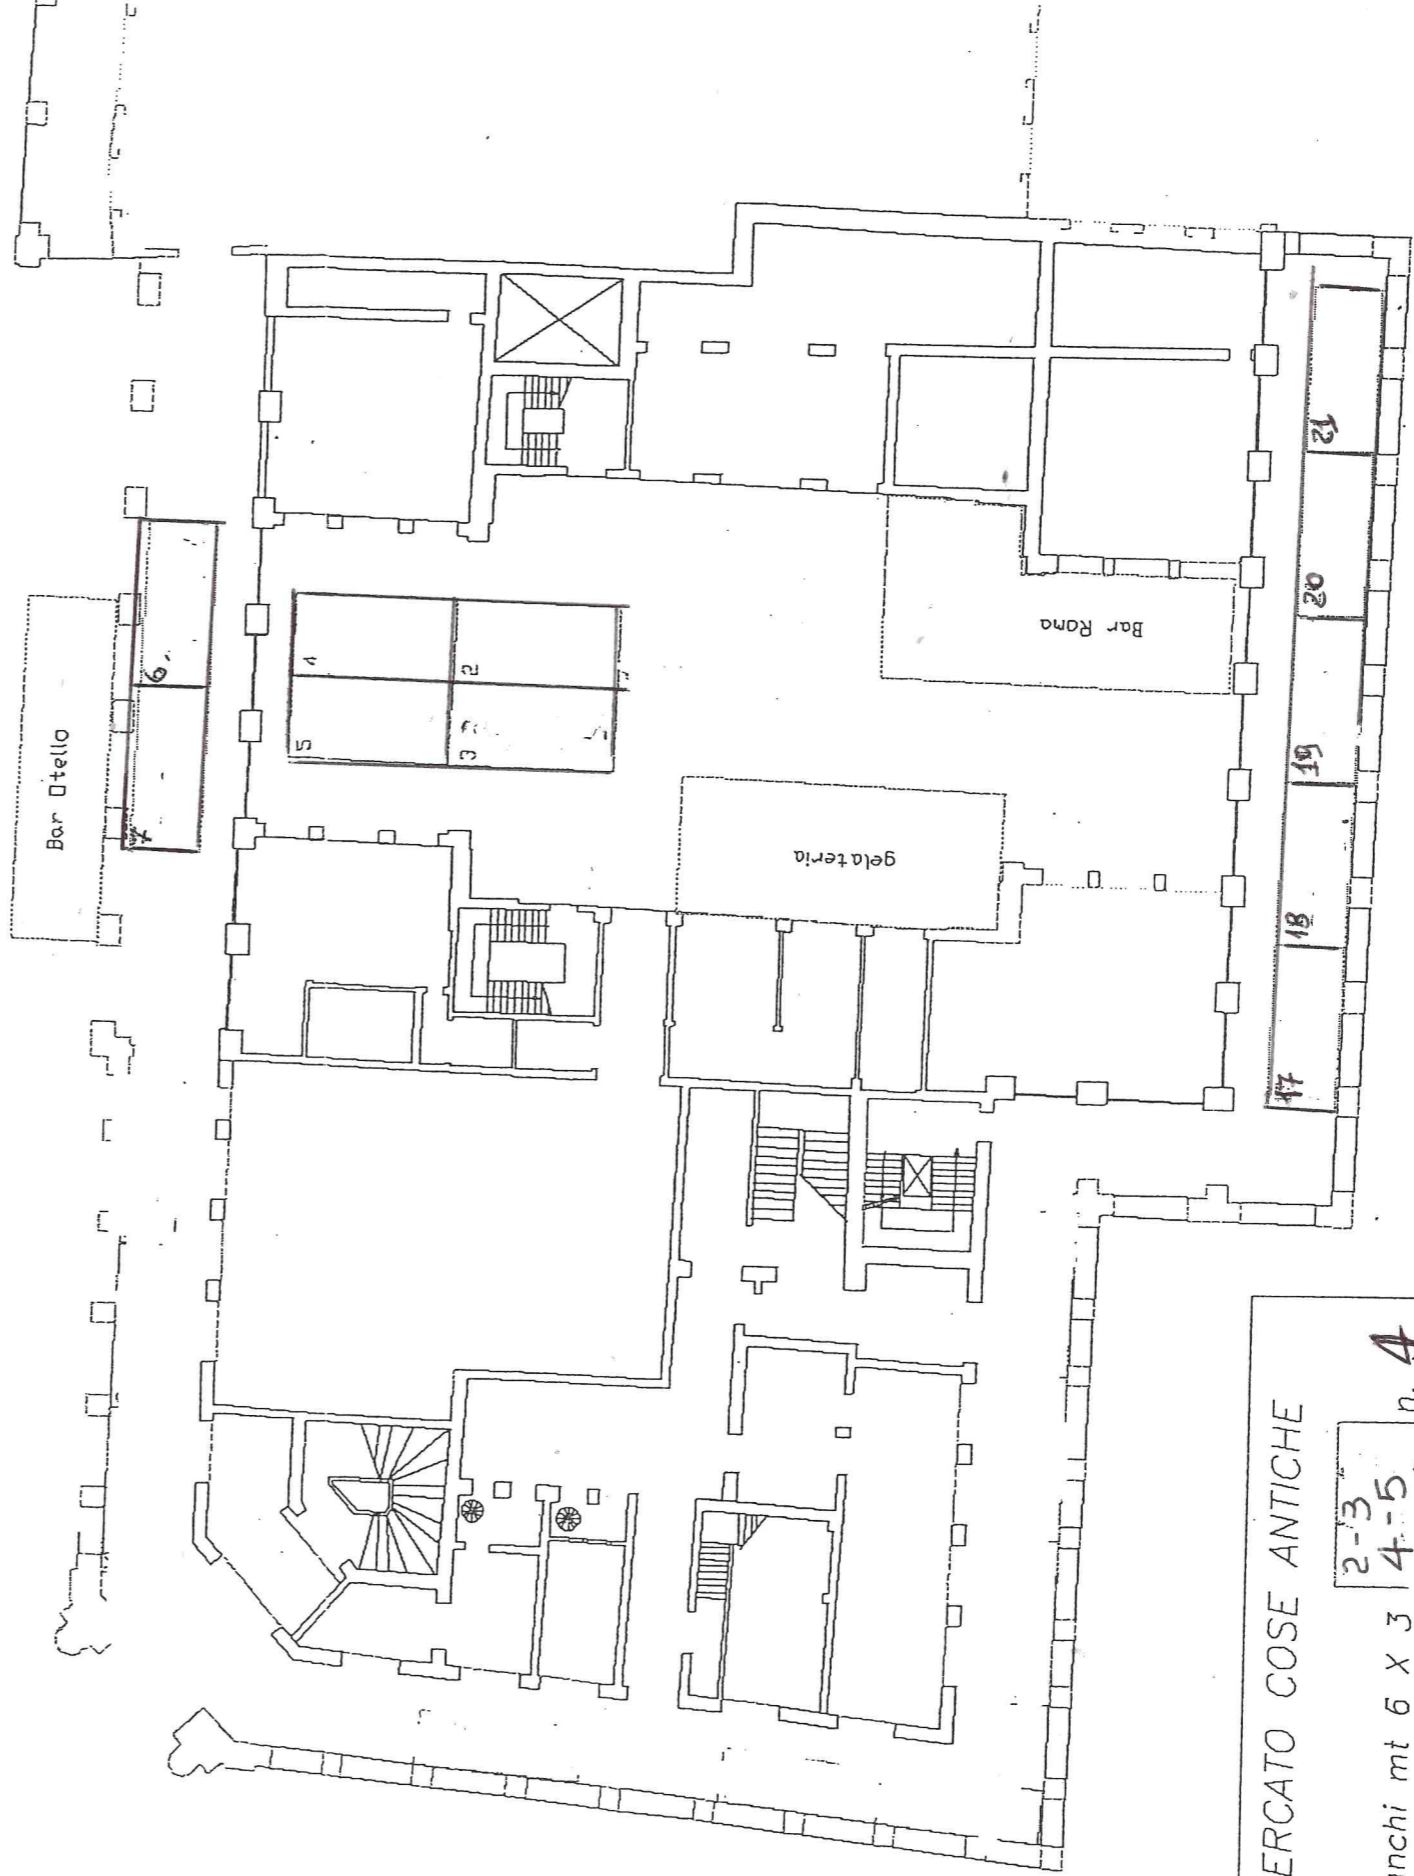 Bar Otello
6.
7
1
2
5
3
Bar Roma
gelateria
21
20
19
18
17
ERCATO COSE ANTICHE
2-3
4-5
nchi mt 6 X 3
n. 4